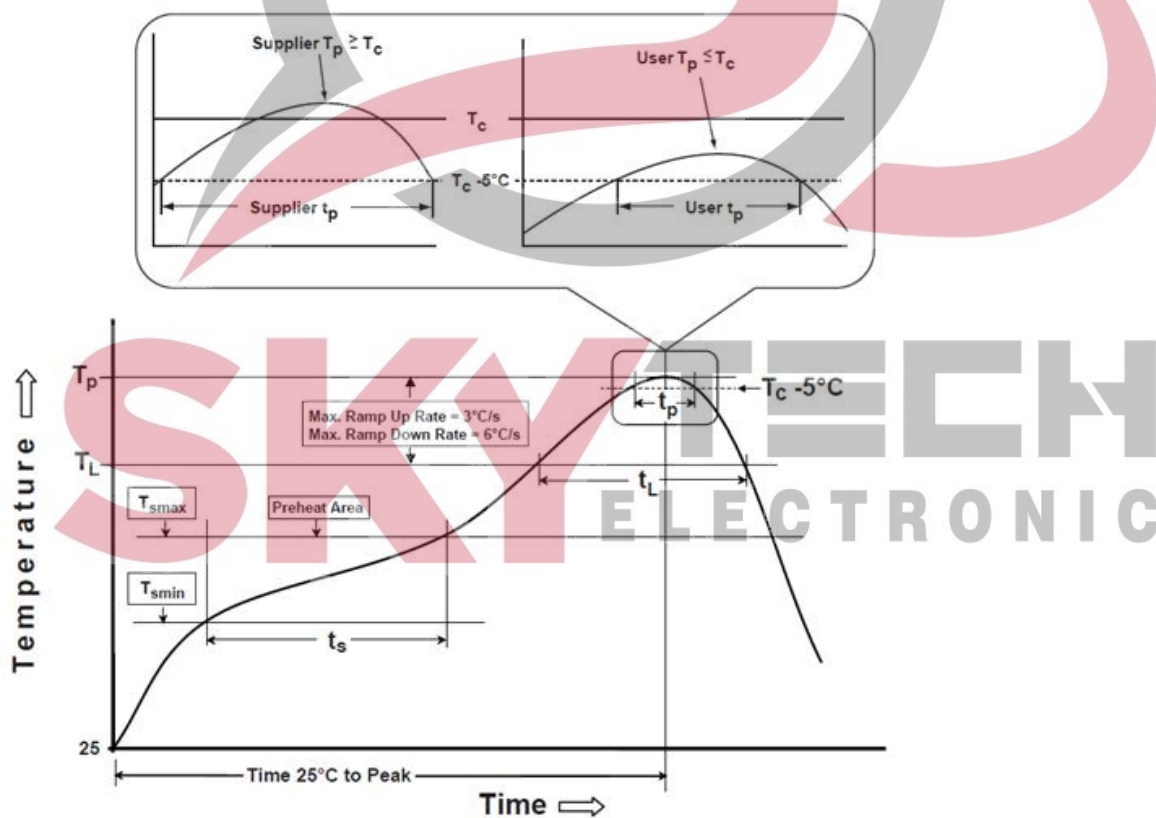 Supplier Tp ≥ Tc
User Tp ≤ Tc
Tc
Tc -5°C
Supplier tp
User tp
Tp
Tc -5°C
tp
Max. Ramp Up Rate = 3°C/s
Max. Ramp Down Rate = 6°C/s
TL
tL
Tsmax
Preheat Area
Tsmin
ts
Temperature
25
Time 25°C to Peak
Time
SKYTECH
ELECTRONIC